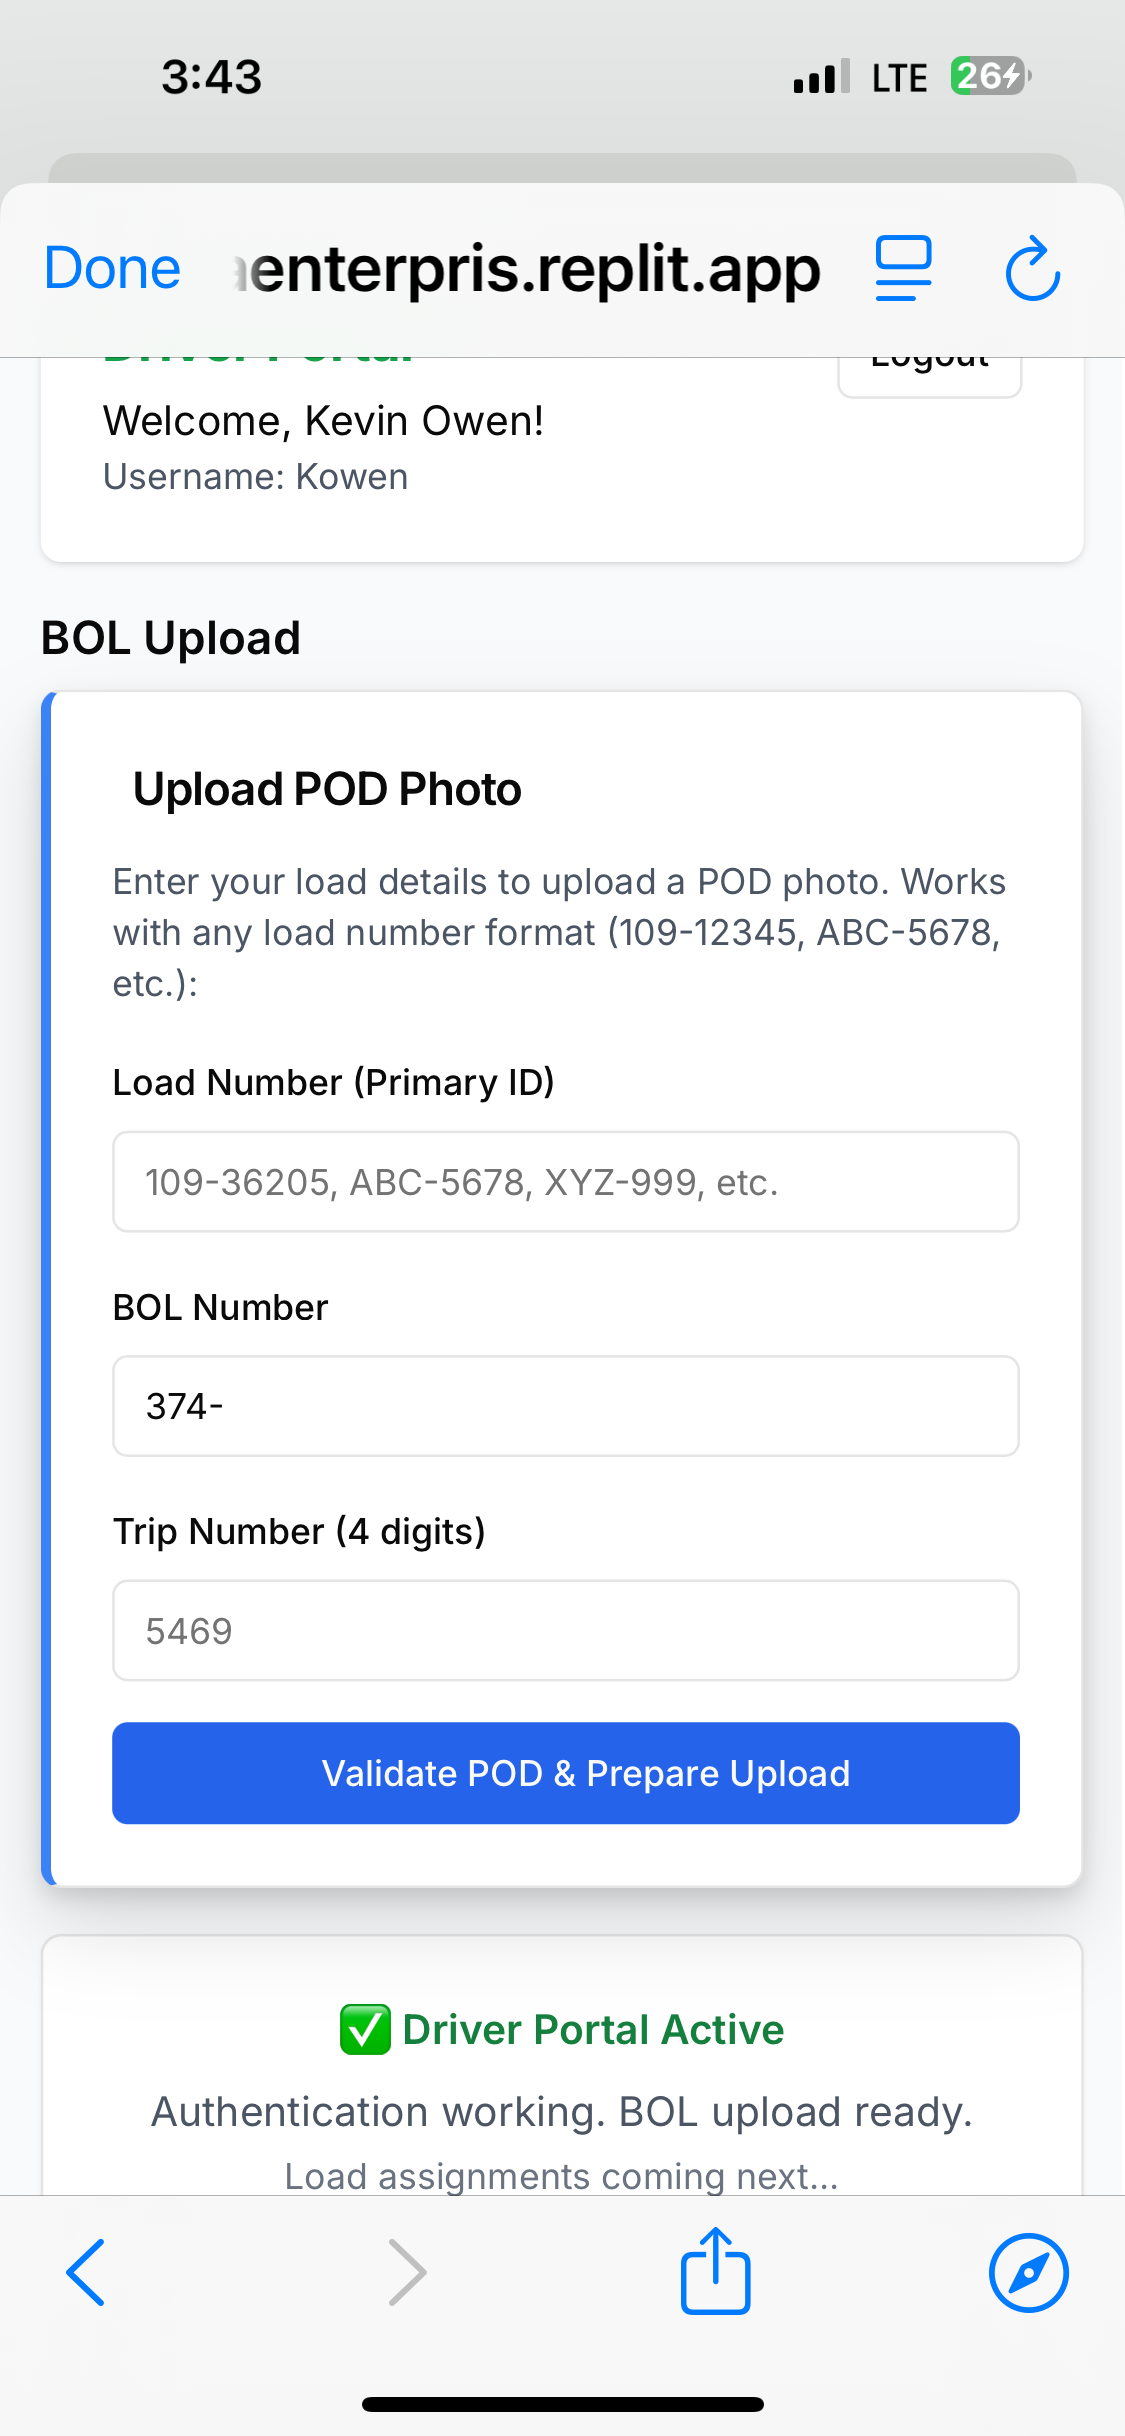 3:43
LTE
26
enterpris.replit.app
Done
Driver Portal
Logout
Welcome, Kevin Owen!
Username: Kowen
BOL Upload
Upload POD Photo
Enter your load details to upload a POD photo. Works
with any load number format (109-12345, ABC-5678,
etc.):
Load Number (Primary ID)
109-36205, ABC-5678, XYZ-999, etc.
BOL Number
374-
Trip Number (4 digits)
5469
Validate POD & Prepare Upload
✅ Driver Portal Active
Authentication working. BOL upload ready.
Load assignments coming next...